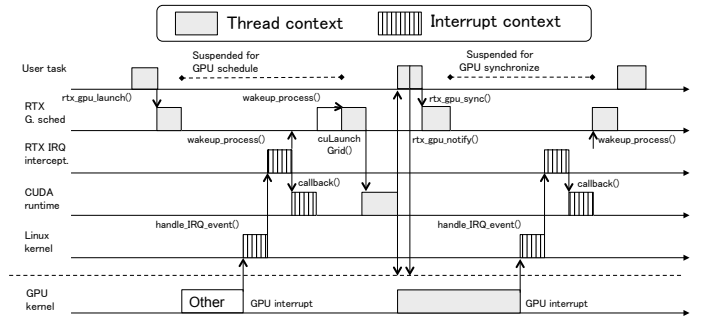 Thread context
Interrupt context
User task
Suspended for
GPU schedule
Suspended for
GPU synchronize
rtx_gpu_launch()
wakeup_process()
rtx_gpu_sync()
RTX
G. sched
wakeup_process()
cuLaunch
Grid()
rtx_gpu_notify()
wakeup_process()
RTX IRQ
intercept.
callback()
callback()
CUDA
runtime
handle_IRQ_event()
handle_IRQ_event()
Linux
kernel
GPU
kernel
Other
GPU interrupt
GPU interrupt